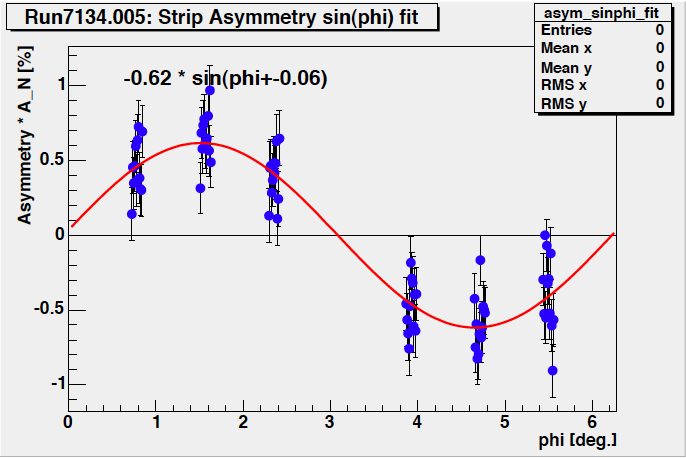 Run7134.005: Strip Asymmetry sin(phi) fit
asym_sinphi_fit
Entries 0
Mean x 0
Mean y 0
RMS x 0
RMS y 0
-0.62 * sin(phi+-0.06)
Asymmetry * A_N [%]
1
0.5
0
-0.5
-1
0 1 2 3 4 5 6
phi [deg.]